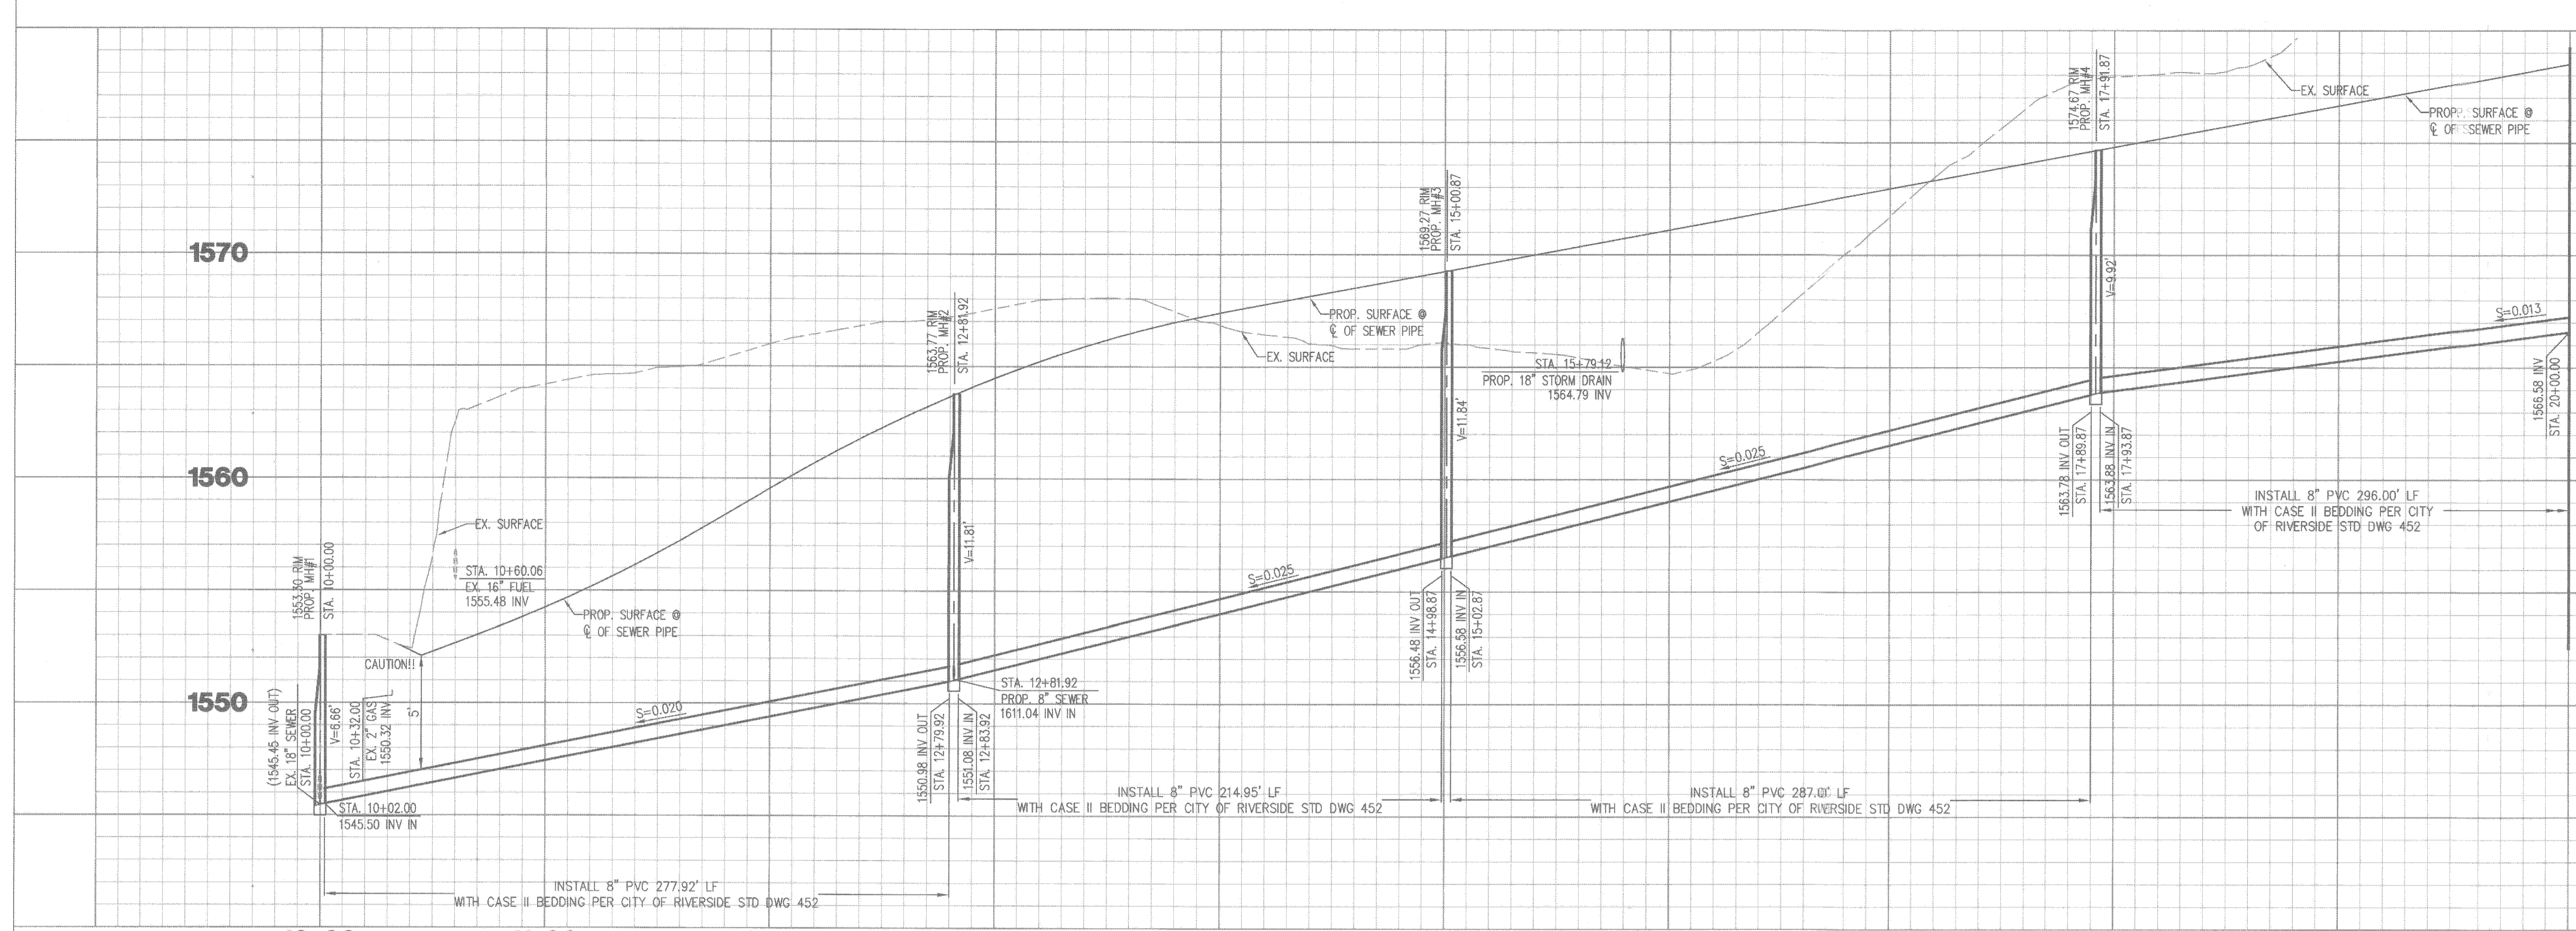 1570
1560
1550
1553.30 RIM
PROP. MH#1
STA. 10+00.00
EX. SURFACE
STA. 10+60.06
EX. 16" FUEL
1555.48 INV
PROP. SURFACE @
℄ OF SEWER PIPE
CAUTION!!
5'
(1545.45 INV OUT)
EX. 18" SEWER
STA. 10+00.00
V=6.66'
STA. 10+32.00
EX. 2" GAS
1550.32 INV
STA. 10+02.00
1545.50 INV IN
S=0.020
INSTALL 8" PVC 277.92' LF
WITH CASE II BEDDING PER CITY OF RIVERSIDE STD DWG 452
1563.77 RIM
PROP. MH#2
STA. 12+81.92
V=11.81'
STA. 12+81.92
PROP. 8" SEWER
1611.04 INV IN
1550.98 INV OUT
STA. 12+79.92
1551.08 INV IN
STA. 12+83.92
S=0.025
INSTALL 8" PVC 214.95' LF
WITH CASE II BEDDING PER CITY OF RIVERSIDE STD DWG 452
PROP. SURFACE @
℄ OF SEWER PIPE
EX. SURFACE
1569.27 RIM
PROP. MH#3
STA. 15+00.87
V=11.84'
STA. 15+79.12
PROP. 18" STORM DRAIN
1564.79 INV
1556.48 INV OUT
STA. 14+98.87
1556.58 INV IN
STA. 15+02.87
S=0.025
INSTALL 8" PVC LF
WITH CASE II BEDDING PER CITY OF RIVERSIDE STD DWG 452
1574.67 RIM
PROP. MH#4
STA. 17+91.87
V=9.92'
EX. SURFACE
PROP. SURFACE @
℄ OF SEWER PIPE
S=0.013
1563.78 INV OUT
STA. 17+89.87
1563.88 INV IN
STA. 17+93.87
1566.58 INV
STA. 20+00.00
INSTALL 8" PVC 296.00' LF
WITH CASE II BEDDING PER CITY
OF RIVERSIDE STD DWG 452